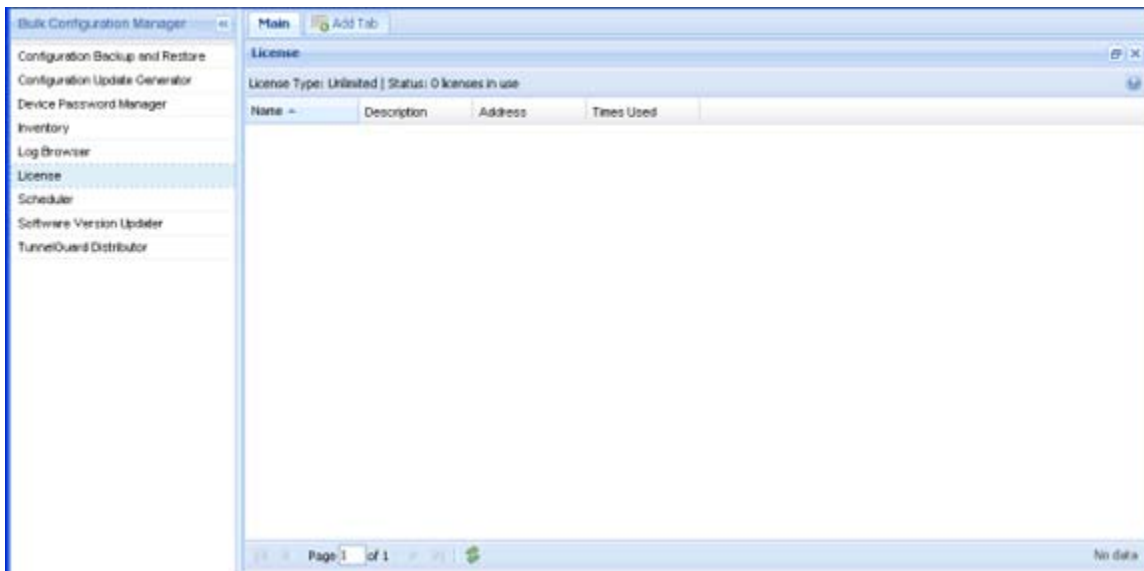 Bulk Configuration Manager
Configuration Backup and Restore
Configuration Update Generator
Device Password Manager
Inventory
Log Browser
License
Scheduler
Software Version Updater
TunnelGuard Distributor
Main Add Tab
License
License Type: Unlimited | Status: 0 licenses in use
Name Description Address Times Used
Page 1 of 1
No data